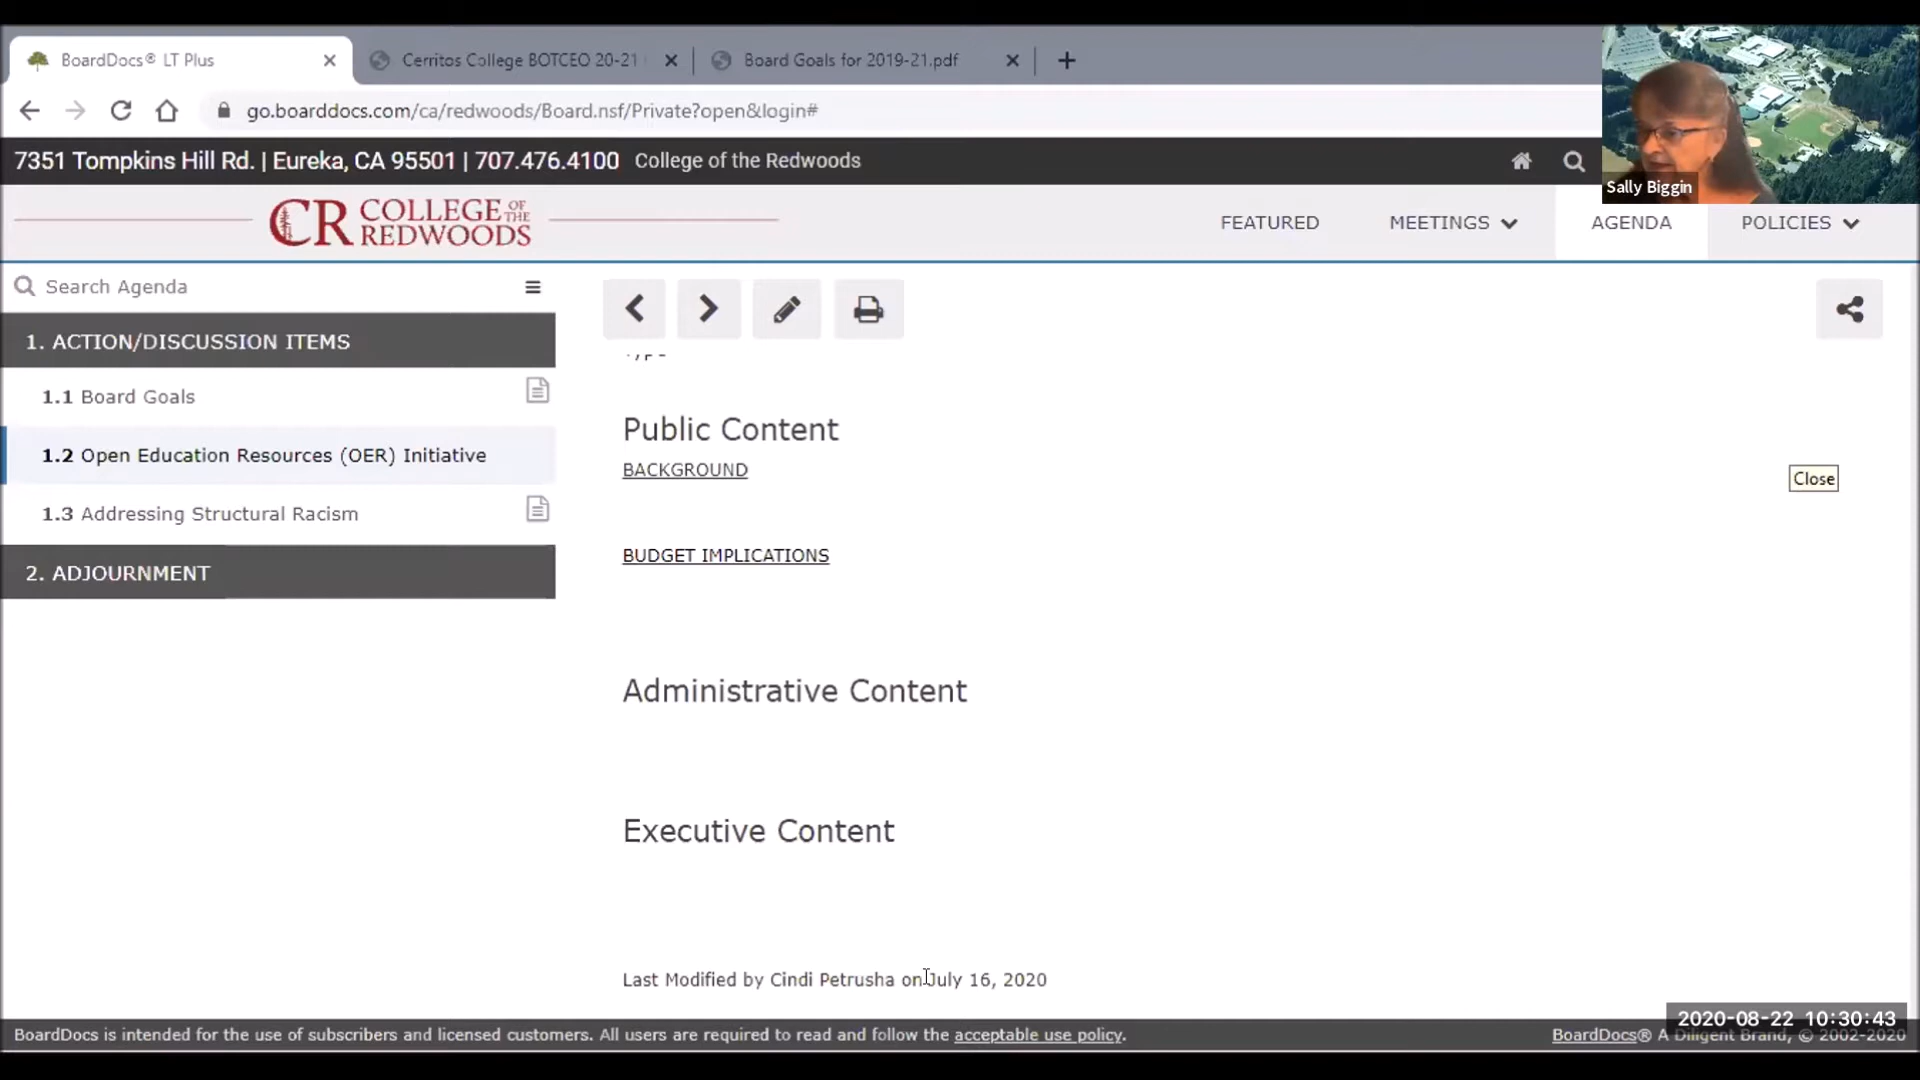 BoardDocs® LT Plus
Cerritos College BOTCEO 20-21
Board Goals for 2019-21.pdf
go.boarddocs.com/ca/redwoods/Board.nsf/Private?open&login#
7351 Tompkins Hill Rd. | Eureka, CA 95501 | 707.476.4100 College of the Redwoods
Sally Biggin
CR COLLEGE OF THE REDWOODS
FEATURED MEETINGS AGENDA POLICIES
Search Agenda
1. ACTION/DISCUSSION ITEMS
1.1 Board Goals
1.2 Open Education Resources (OER) Initiative
1.3 Addressing Structural Racism
2. ADJOURNMENT
Public Content
BACKGROUND
Close
BUDGET IMPLICATIONS
Administrative Content
Executive Content
Last Modified by Cindi Petrusha on July 16, 2020
2020-08-22 10:30:43
BoardDocs is intended for the use of subscribers and licensed customers. All users are required to read and follow the acceptable use policy.
BoardDocs® A Diligent Brand, © 2002-2020